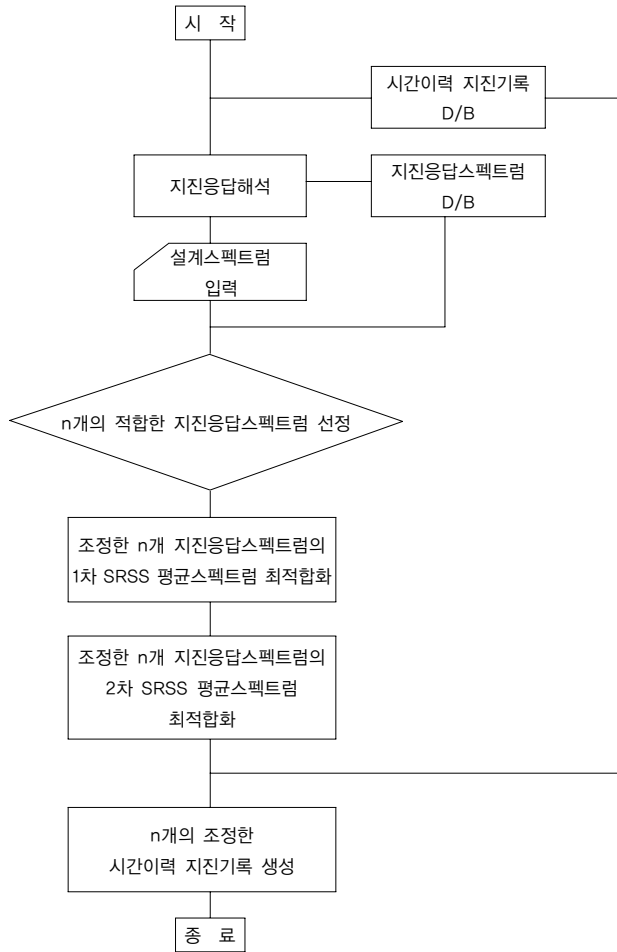 시 작
시간이력 지진기록
D/B
지진응답해석
지진응답스펙트럼
D/B
설계스펙트럼
입력
n개의 적합한 지진응답스펙트럼 선정
조정한 n개 지진응답스펙트럼의
1차 SRSS 평균스펙트럼 최적합화
조정한 n개 지진응답스펙트럼의
2차 SRSS 평균스펙트럼
최적합화
n개의 조정한
시간이력 지진기록 생성
종 료